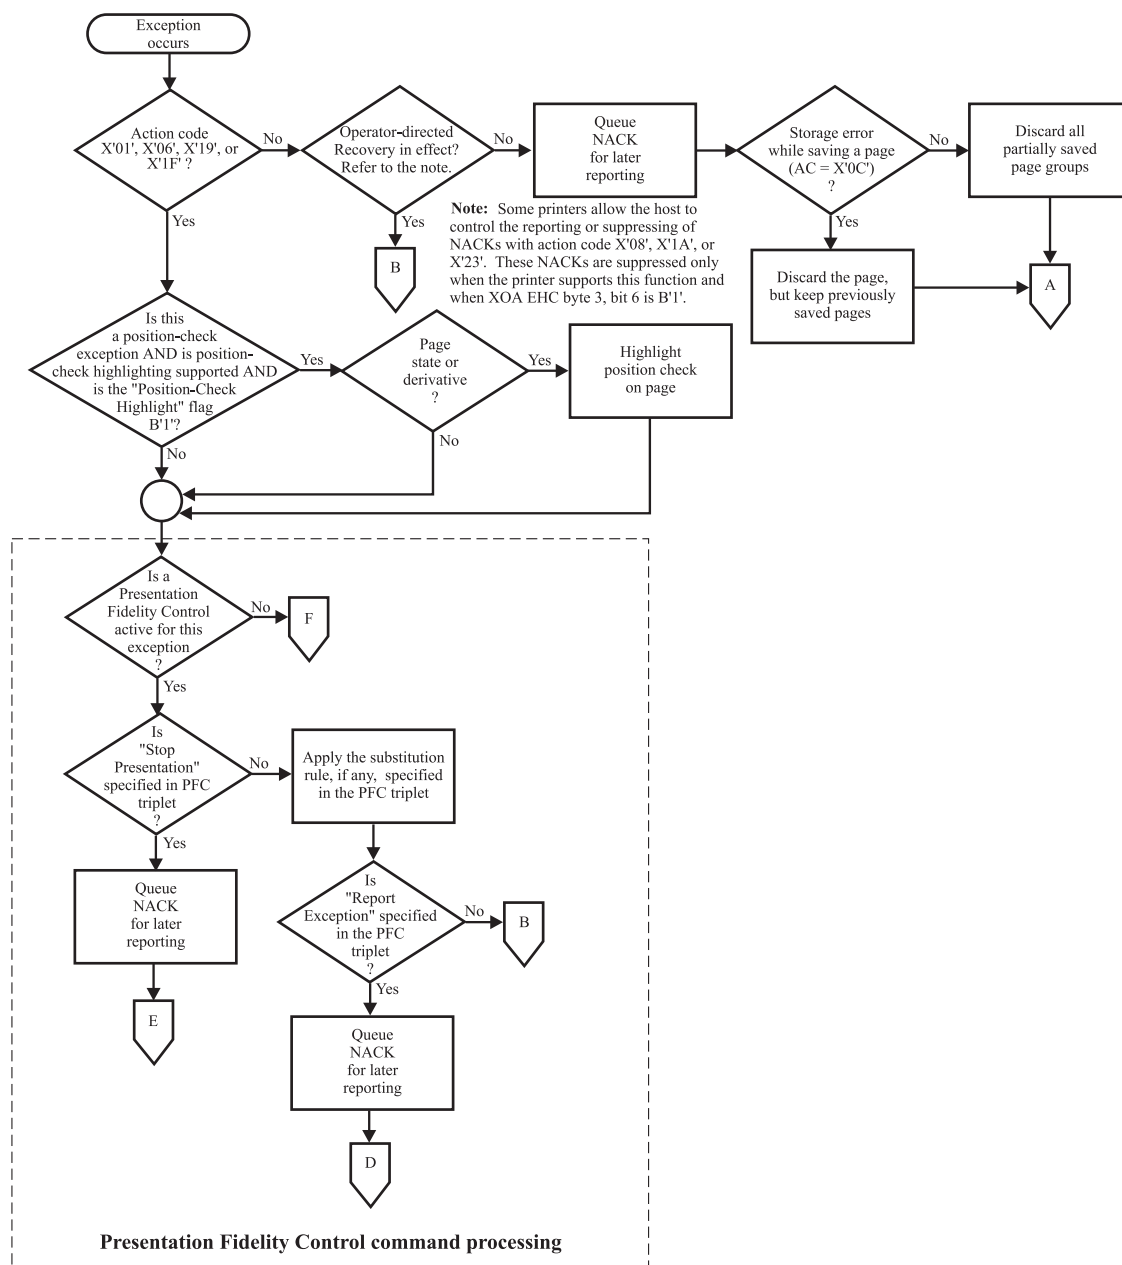 Exception
occurs
Action code
X'01', X'06', X'19', or
X'1F' ?
No
Yes
Operator-directed
Recovery in effect?
Refer to the note.
No
Yes
B
Queue
NACK
for later
reporting
Storage error
while saving a page
(AC = X'0C')
?
No
Yes
Discard all
partially saved
page groups
Note: Some printers allow the host to
control the reporting or suppressing of
NACKs with action code X'08', X'1A', or
X'23'. These NACKs are suppressed only
when the printer supports this function and
when XOA EHC byte 3, bit 6 is B'1'.
Discard the page,
but keep previously
saved pages
A
Is this
a position-check
exception AND is position-
check highlighting supported AND
is the "Position-Check
Highlight" flag
B'1'?
Yes
No
Page
state or
derivative
?
Yes
No
Highlight
position check
on page
Is a
Presentation
Fidelity Control
active for this
exception
?
No
F
Yes
Is
"Stop
Presentation"
specified in PFC
triplet
?
No
Yes
Apply the substitution
rule, if any, specified
in the PFC triplet
Queue
NACK
for later
reporting
E
Is
"Report
Exception" specified
in the PFC
triplet
?
No
B
Yes
Queue
NACK
for later
reporting
D
Presentation Fidelity Control command processing